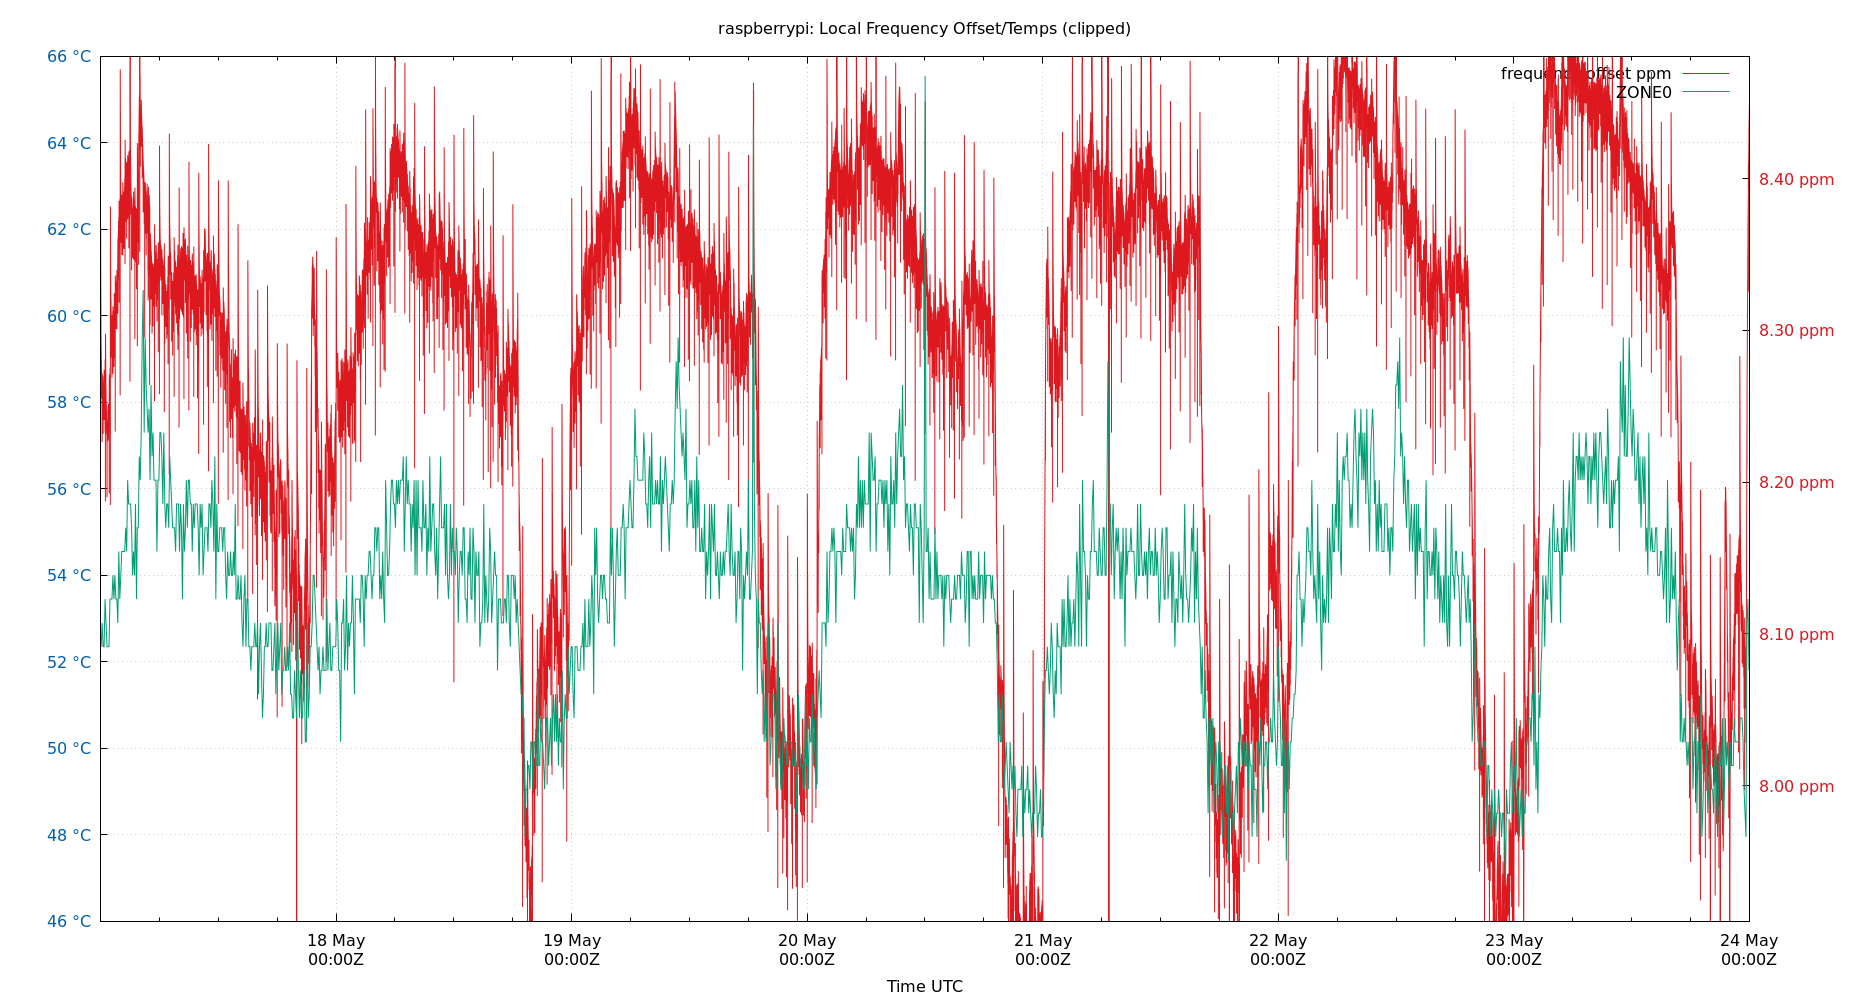 raspberrypi: Local Frequency Offset/Temps (clipped)
66 °C
64 °C
62 °C
60 °C
58 °C
56 °C
54 °C
52 °C
50 °C
48 °C
46 °C
frequency offset ppm
ZONE0
8.40 ppm
8.30 ppm
8.20 ppm
8.10 ppm
8.00 ppm
18 May
00:00Z
19 May
00:00Z
20 May
00:00Z
21 May
00:00Z
22 May
00:00Z
23 May
00:00Z
24 May
00:00Z
Time UTC